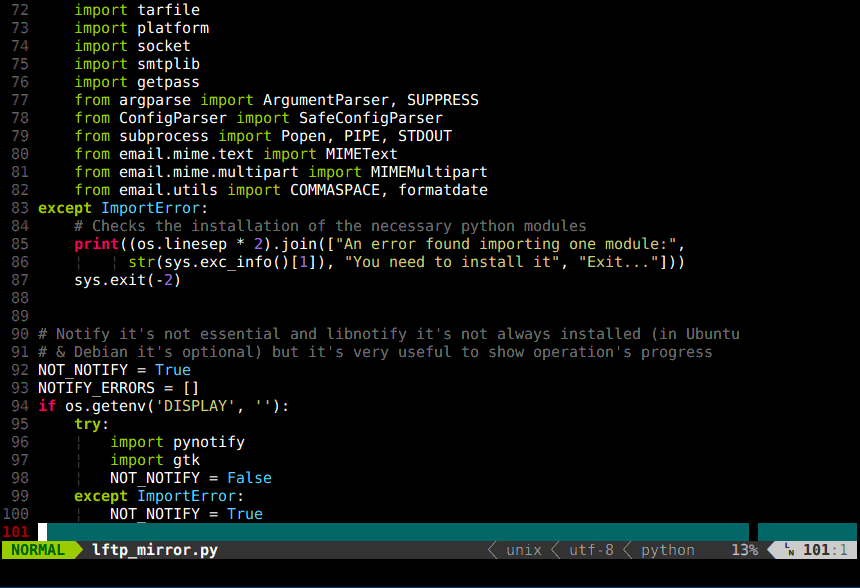 72 import tarfile
73 import platform
74 import socket
75 import smtplib
76 import getpass
77 from argparse import ArgumentParser, SUPPRESS
78 from ConfigParser import SafeConfigParser
79 from subprocess import Popen, PIPE, STDOUT
80 from email.mime.text import MIMEText
81 from email.mime.multipart import MIMEMultipart
82 from email.utils import COMMASPACE, formatdate
83 except ImportError:
84 # Checks the installation of the necessary python modules
85 print((os.linesep * 2).join(["An error found importing one module:",
86 str(sys.exc_info()[1]), "You need to install it", "Exit..."]))
87 sys.exit(-2)
88
89
90 # Notify it's not essential and libnotify it's not always installed (in Ubuntu
91 # & Debian it's optional) but it's very useful to show operation's progress
92 NOT_NOTIFY = True
93 NOTIFY_ERRORS = []
94 if os.getenv('DISPLAY', ''):
95 try:
96 import pynotify
97 import gtk
98 NOT_NOTIFY = False
99 except ImportError:
100 NOT_NOTIFY = True
101
NORMAL lftp_mirror.py unix utf-8 python 13% LN 101:1